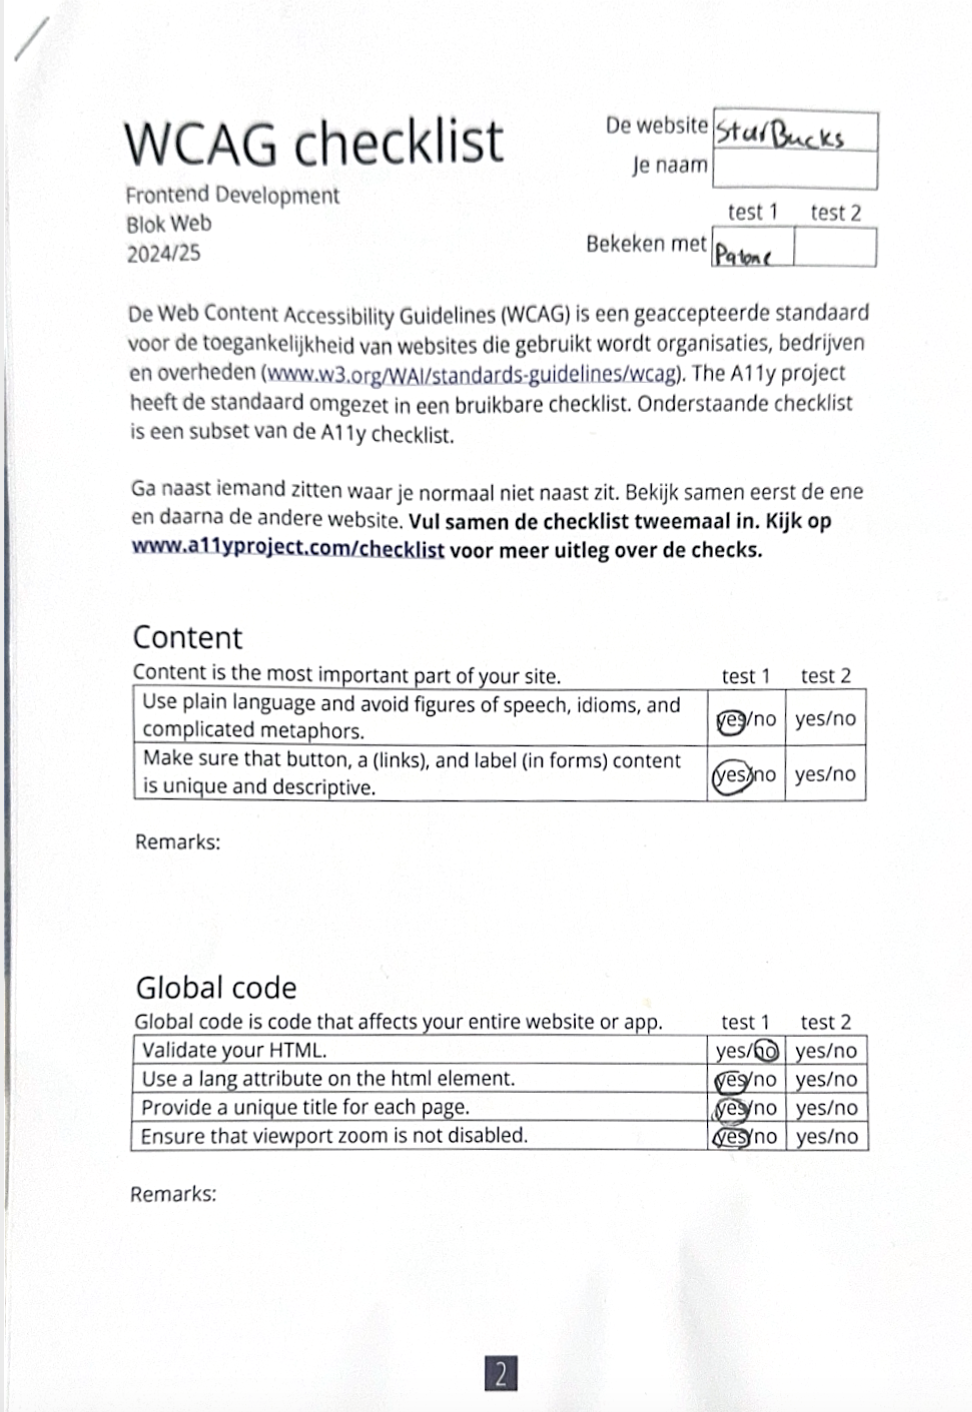 WCAG checklist
Frontend Development
Blok Web
2024/25
De website StarBucks
Je naam
test 1 test 2
Bekeken met
De Web Content Accessibility Guidelines (WCAG) is een geaccepteerde standaard
voor de toegankelijkheid van websites die gebruikt wordt organisaties, bedrijven
en overheden (www.w3.org/WAI/standards-guidelines/wcag). The A11y project
heeft de standaard omgezet in een bruikbare checklist. Onderstaande checklist
is een subset van de A11y checklist.
Ga naast iemand zitten waar je normaal niet naast zit. Bekijk samen eerst de ene
en daarna de andere website. Vul samen de checklist tweemaal in. Kijk op
www.a11yproject.com/checklist voor meer uitleg over de checks.
Content
Content is the most important part of your site. test 1 test 2
Use plain language and avoid figures of speech, idioms, and
complicated metaphors. yes/no yes/no
Make sure that button, a (links), and label (in forms) content
is unique and descriptive. yes/no yes/no
Remarks:
Global code
Global code is code that affects your entire website or app. test 1 test 2
Validate your HTML. yes/no yes/no
Use a lang attribute on the html element. yes/no yes/no
Provide a unique title for each page. yes/no yes/no
Ensure that viewport zoom is not disabled. yes/no yes/no
Remarks:
2